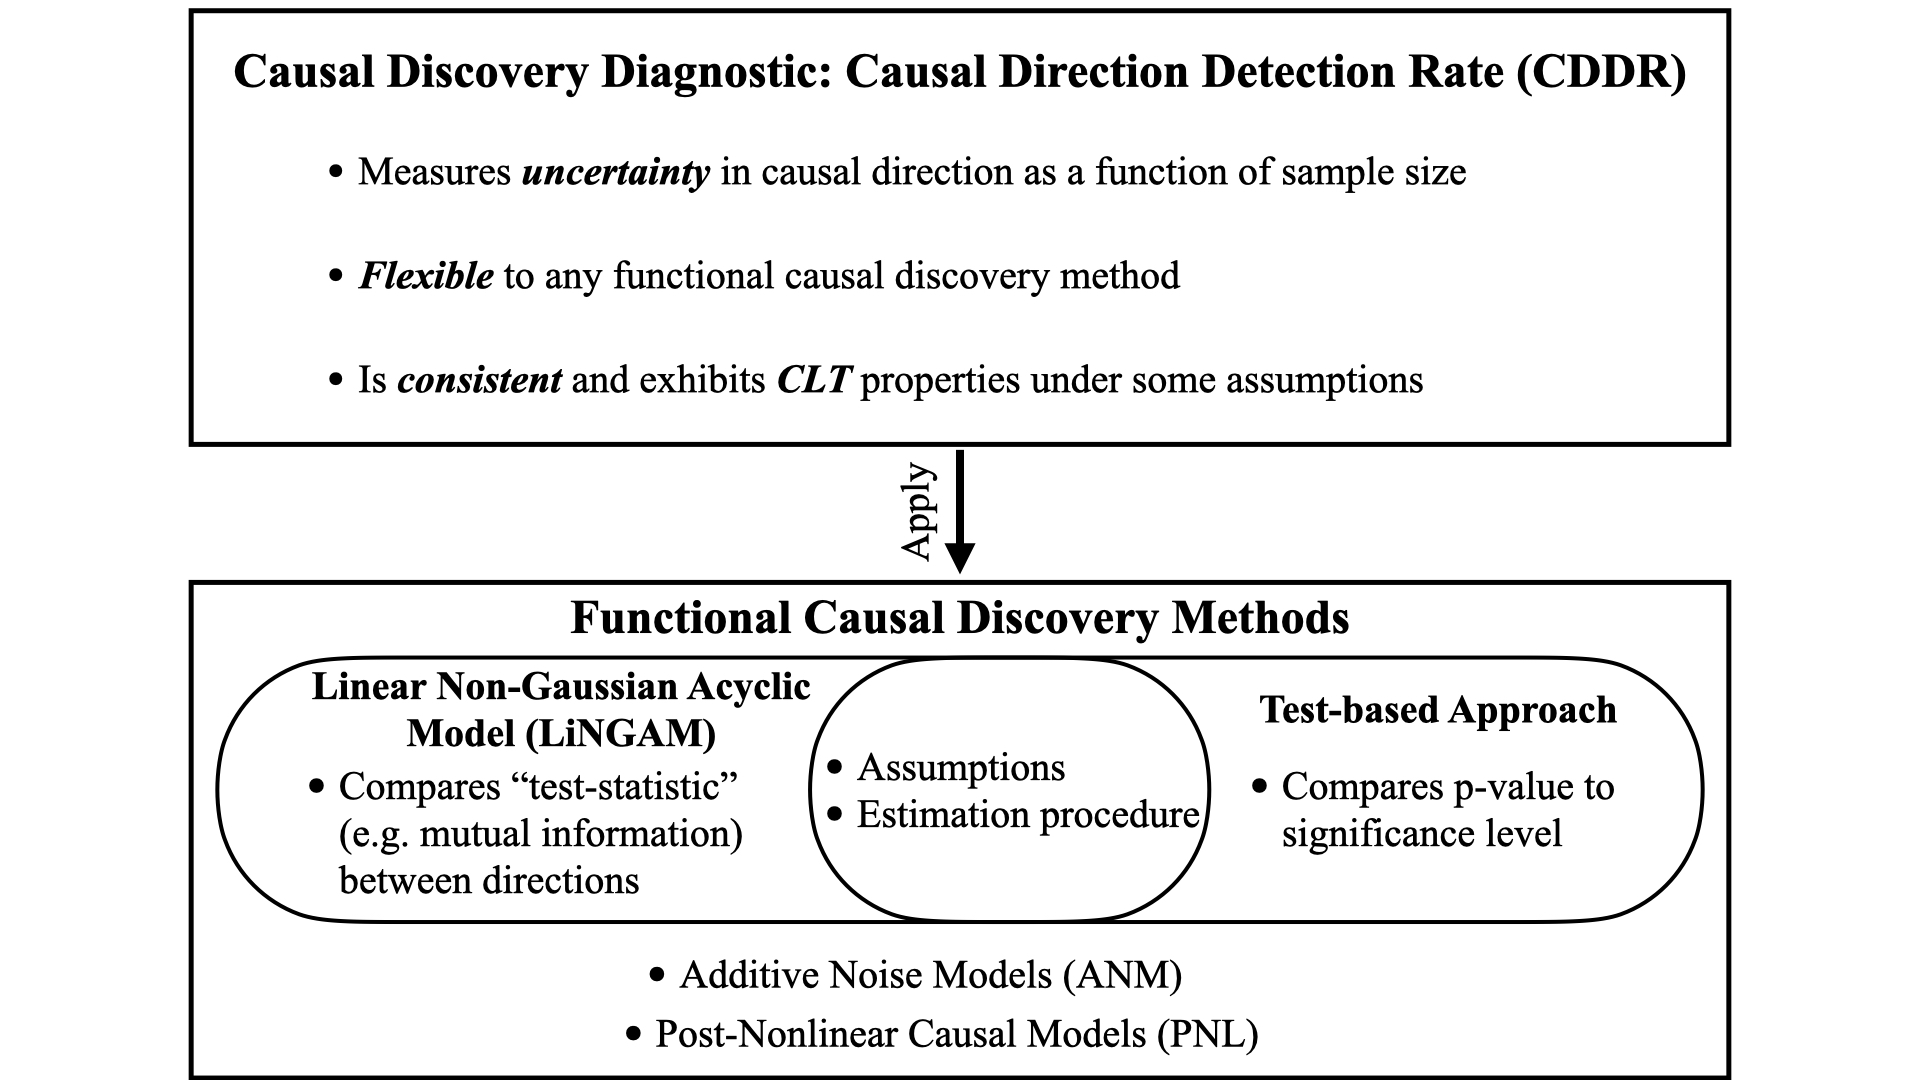 Causal Discovery Diagnostic: Causal Direction Detection Rate (CDDR)
• Measures uncertainty in causal direction as a function of sample size
• Flexible to any functional causal discovery method
• Is consistent and exhibits CLT properties under some assumptions
Apply
Functional Causal Discovery Methods
Linear Non-Gaussian Acyclic
Model (LiNGAM)
• Compares “test-statistic”
(e.g. mutual information)
between directions
• Assumptions
• Estimation procedure
Test-based Approach
• Compares p-value to
significance level
• Additive Noise Models (ANM)
• Post-Nonlinear Causal Models (PNL)